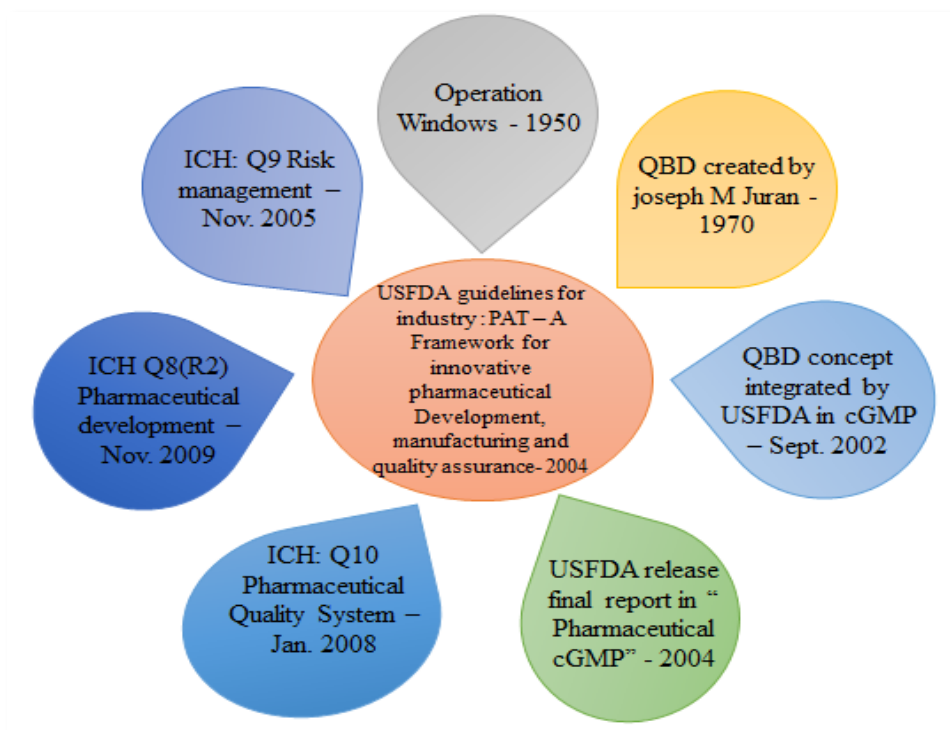 Operation
Windows - 1950
QBD created by
joseph M Juran -
1970
QBD concept
integrated by
USFDA in cGMP
– Sept. 2002
USFDA release
final report in “
Pharmaceutical
cGMP” - 2004
ICH: Q10
Pharmaceutical
Quality System –
Jan. 2008
ICH Q8(R2)
Pharmaceutical
development –
Nov. 2009
ICH: Q9 Risk
management –
Nov. 2005
USFDA guidelines for
industry : PAT – A
Framework for
innovative
pharmaceutical
Development,
manufacturing and
quality assurance- 2004